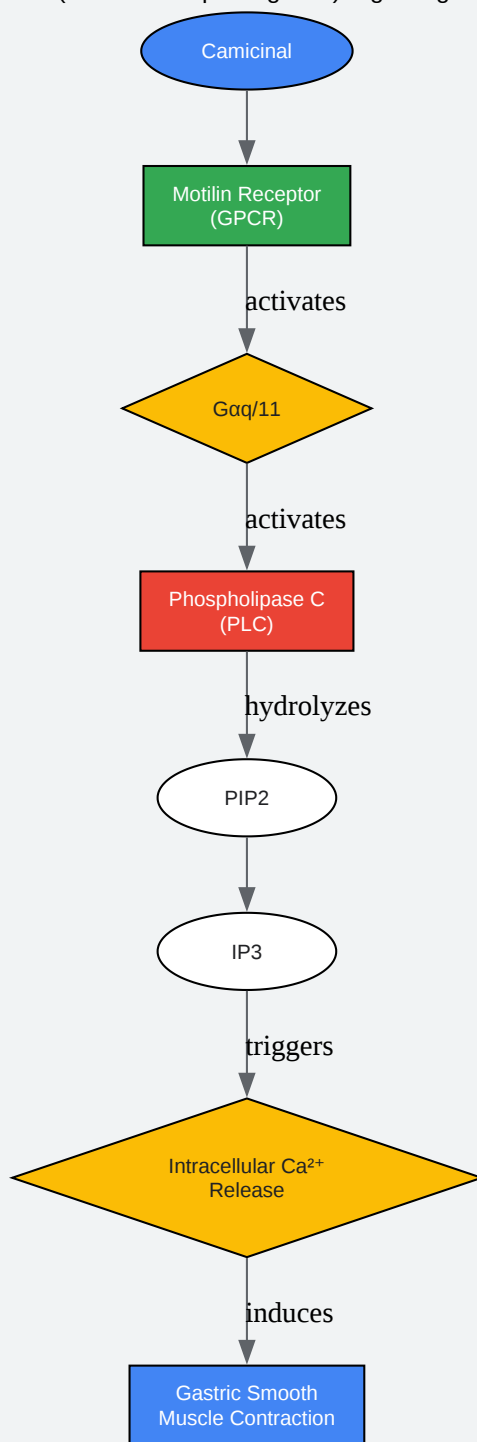 Camicinal
Motilin Receptor
(GPCR)
activates
Gαq/11
activates
Phospholipase C
(PLC)
hydrolyzes
PIP2
IP3
triggers
Intracellular Ca²⁺
Release
induces
Gastric Smooth
Muscle Contraction